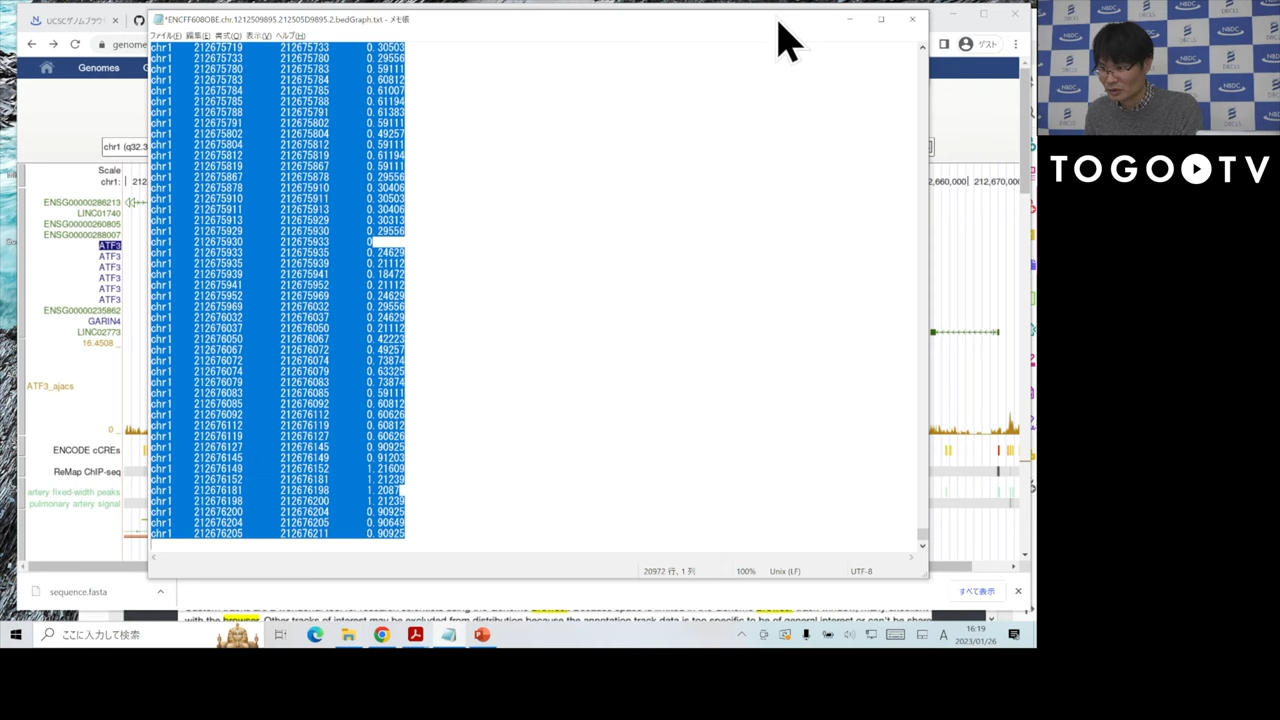 UCSCゲノムブラウ
*ENCFF608OBE.chr.1212509895.212505D9895.2.bedGraph.txt - メモ帳
ファイル(F) 編集(E) 書式(O) 表示(V) ヘルプ(H)
genome
ゲスト
Genomes
chr1 212675719 212675733 0.30503
chr1 212675733 212675780 0.29556
chr1 212675780 212675783 0.59111
chr1 212675783 212675784 0.60812
chr1 212675784 212675785 0.61007
chr1 212675785 212675788 0.61194
chr1 212675788 212675791 0.61383
chr1 212675791 212675802 0.59111
chr1 212675802 212675804 0.49257
chr1 212675804 212675812 0.59111
chr1 212675812 212675819 0.61194
chr1 212675819 212675867 0.59111
chr1 212675867 212675878 0.29556
chr1 212675878 212675910 0.30406
chr1 212675910 212675911 0.30503
chr1 212675911 212675913 0.30406
chr1 212675913 212675929 0.30313
chr1 212675929 212675930 0.29556
chr1 212675930 212675933 0
chr1 212675933 212675935 0.24629
chr1 212675935 212675939 0.21112
chr1 212675939 212675941 0.18472
chr1 212675941 212675952 0.21112
chr1 212675952 212675969 0.24629
chr1 212675969 212676032 0.29556
chr1 212676032 212676037 0.24629
chr1 212676037 212676050 0.21112
chr1 212676050 212676067 0.42223
chr1 212676067 212676072 0.49257
chr1 212676072 212676074 0.73874
chr1 212676074 212676079 0.63325
chr1 212676079 212676083 0.73874
chr1 212676083 212676085 0.59111
chr1 212676085 212676092 0.60812
chr1 212676092 212676112 0.60626
chr1 212676112 212676119 0.60812
chr1 212676119 212676127 0.60626
chr1 212676127 212676145 0.90925
chr1 212676145 212676149 0.91203
chr1 212676149 212676152 1.21609
chr1 212676152 212676181 1.21239
chr1 212676181 212676198 1.2087
chr1 212676198 212676200 1.21239
chr1 212676200 212676204 0.90925
chr1 212676204 212676205 0.90649
chr1 212676205 212676211 0.90925
20972 行, 1 列 100% Unix (LF) UTF-8
chr1 (q32.3
Scale
chr1: 212
2,660,000| 212,670,000
ENSG00000286213
LINC01740
ENSG00000260805
ENSG00000288007
ATF3
ATF3
ATF3
ATF3
ATF3
ATF3
ENSG00000235862
GARIN4
LINC02773
16.4508 _
ATF3_ajacs
0 _
ENCODE cCREs
ReMap ChIP-seq
artery fixed-width peaks
pulmonary artery signal
sequence.fasta
すべて表示
ここに入力して検索
A
16:19
2023/01/26
NBDC
DBCLS
TOGO TV